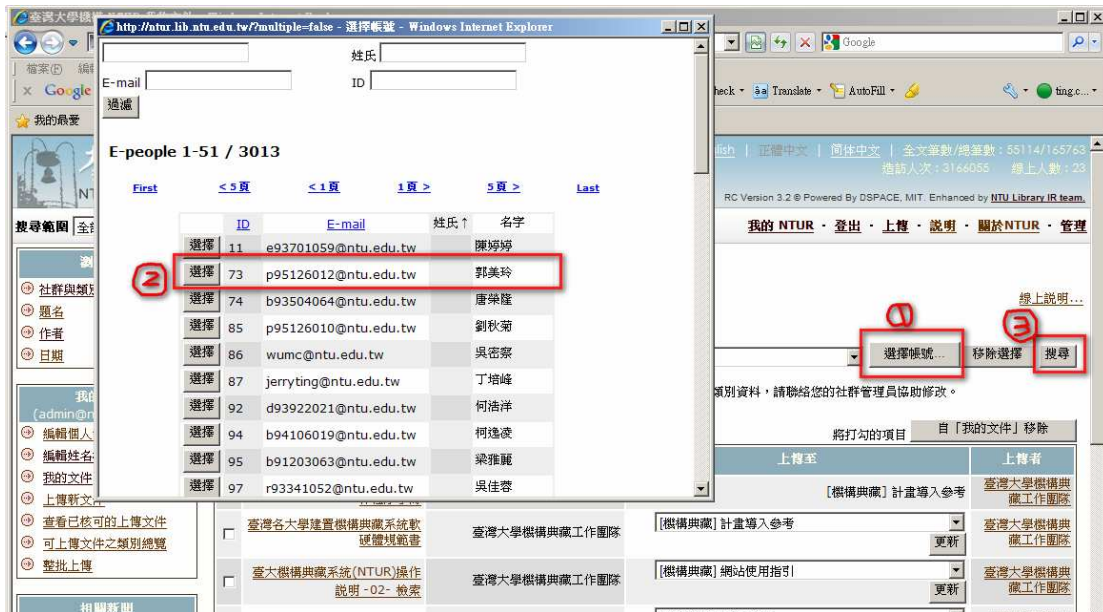 http://ntur.lib.ntu.edu.tw/?multiple=false - 選擇帳號 - Windows Internet Explorer
姓氏
E-mail
ID
過濾
E-people 1-51 / 3013
First
< 5 頁
< 1 頁
1 頁 >
5 頁 >
Last
ID E-mail 姓氏↑ 名字
選擇 11 e93701059@ntu.edu.tw 陳婷婷
② 選擇 73 p95126012@ntu.edu.tw 郭美玲
選擇 74 b93504064@ntu.edu.tw 唐榮隆
選擇 85 p95126010@ntu.edu.tw 劉秋菊
選擇 86 wumc@ntu.edu.tw 吳密察
選擇 87 jerryting@ntu.edu.tw 丁培峰
選擇 92 d93922021@ntu.edu.tw 何浩洋
選擇 94 b94106019@ntu.edu.tw 柯逸凌
選擇 95 b91203063@ntu.edu.tw 梁雅麗
選擇 97 r93341052@ntu.edu.tw 吳佳蓉
臺灣大學機構
檔案(F)
x Google
我的最愛
搜尋範圍
社群與類別
題名
作者
日期
(admin@n
編輯個人
編輯姓名
我的文件
上傳新文件
查看已核可的上傳文件
可上傳文件之類別總覽
整批上傳
相關新聞
Google
heck
Translate
AutoFill
ting.c...
lish | 正體中文 | 简体中文 | 全文筆數/總筆數：55114/165763
造訪人次：3166055 線上人數：23
RC Version 3.2 © Powered By DSPACE, MIT. Enhanced by NTU Library IR team.
我的 NTUR ‧ 登出 ‧ 上傳 ‧ 說明 ‧ 關於NTUR ‧ 管理
線上說明...
① ③
選擇帳號... 移除選擇 搜尋
類別資料，請聯絡您的社群管理員協助修改。
將打勾的項目 自「我的文件」移除
上傳至 上傳者
[機構典藏] 計畫導入參考 臺灣大學機構典
藏工作團隊
臺灣各大學建置機構典藏系統軟
硬體規範書
臺灣大學機構典藏工作團隊
[機構典藏] 計畫導入參考
更新
臺灣大學機構典
藏工作團隊
臺大機構典藏系統(NTUR)操作
說明 -02- 檢索
臺灣大學機構典藏工作團隊
[機構典藏] 網站使用指引
更新
臺灣大學機構典
藏工作團隊